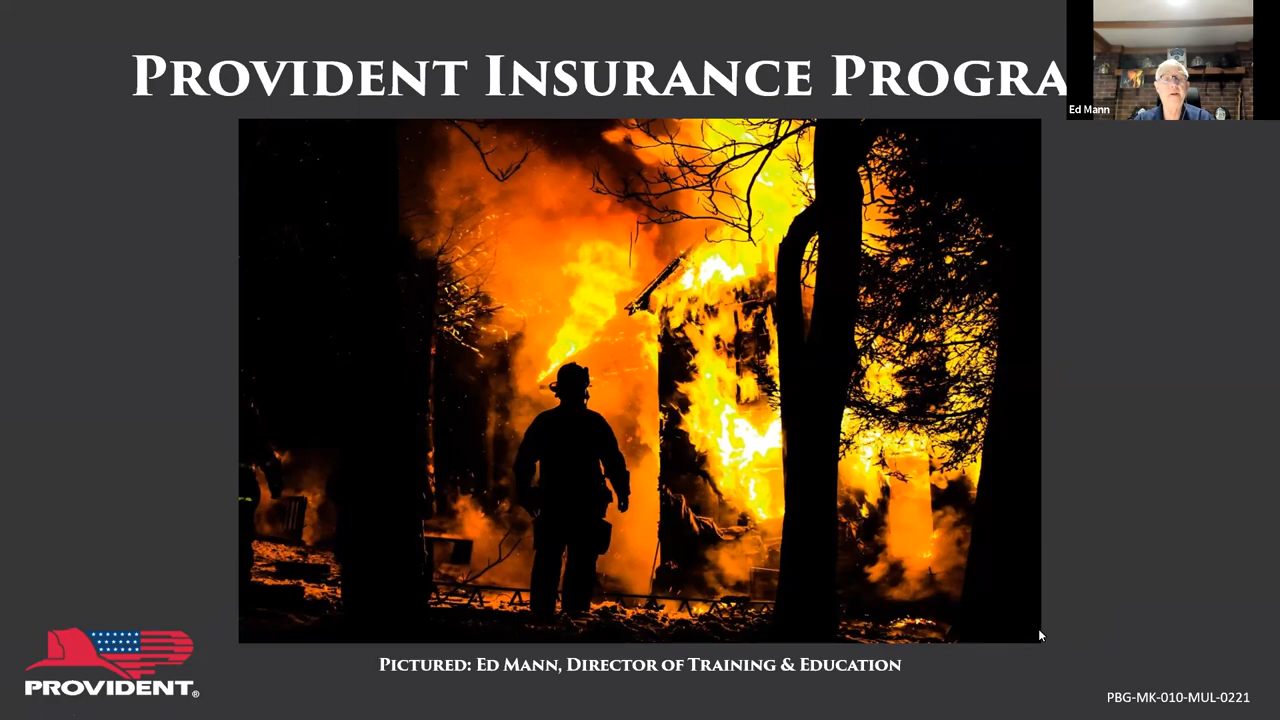 Provident Insurance Progra
Ed Mann
Pictured: Ed Mann, Director of Training & Education
PROVIDENT®
PBG-MK-010-MUL-0221